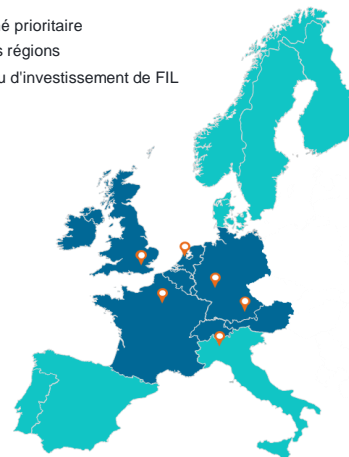 é prioritaire
s régions
u d'investissement de FIL